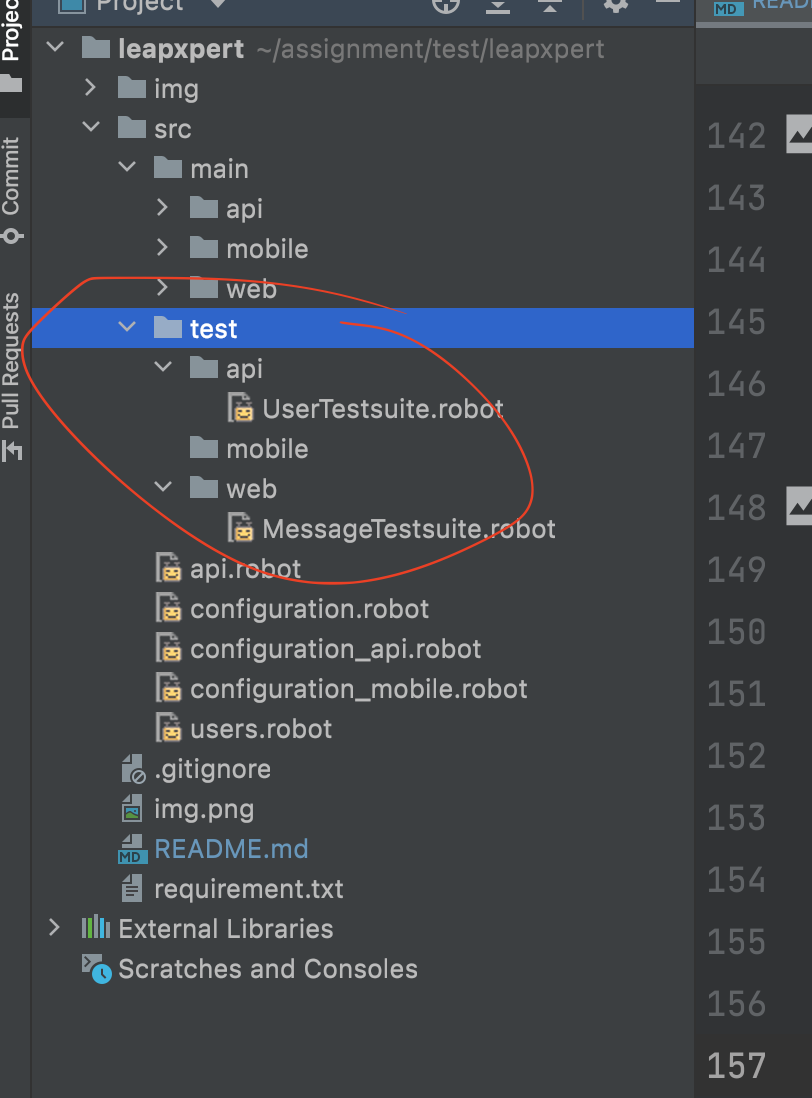 Project
READ
Project
Commit
Pull Requests
leapxpert ~/assignment/test/leapxpert
img
src
main
api
mobile
web
test
api
UserTestsuite.robot
mobile
web
MessageTestsuite.robot
api.robot
configuration.robot
configuration_api.robot
configuration_mobile.robot
users.robot
.gitignore
img.png
MD README.md
requirement.txt
External Libraries
Scratches and Consoles
MD
142
143
144
145
146
147
148
149
150
151
152
153
154
155
156
157